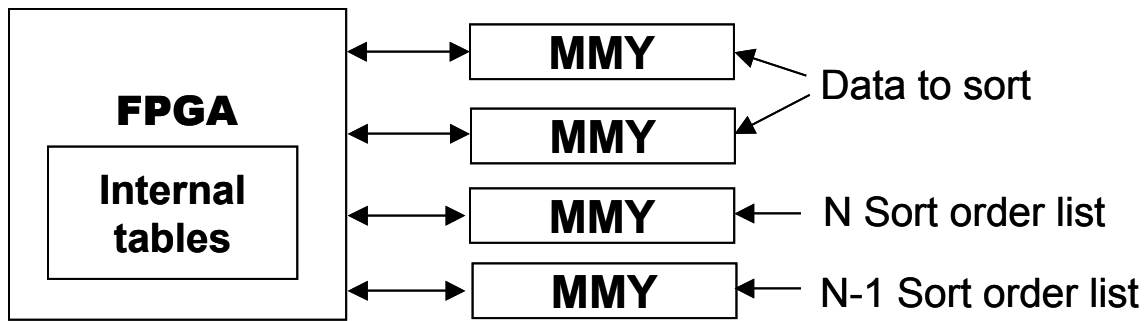 FPGA
Internal
tables
MMY
MMY
MMY
MMY
Data to sort
N Sort order list
N-1 Sort order list